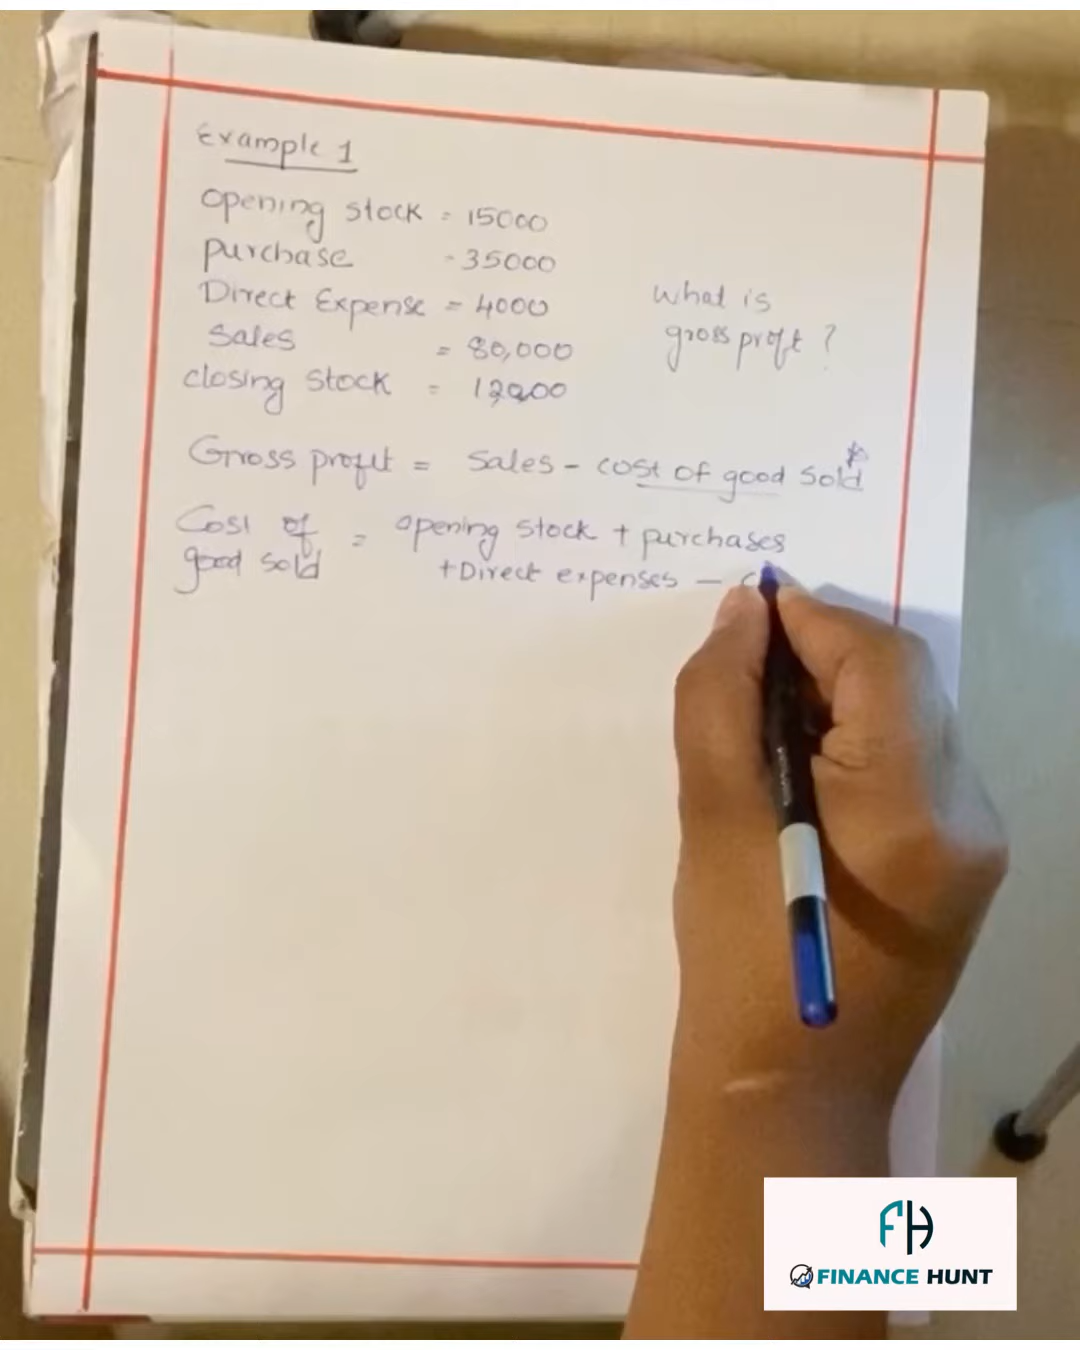 Example 1
opening stock = 15000
purchase - 35000
Direct Expense = 4000
Sales = 80,000
closing stock = 12,000
What is
gross profit ?
Gross profit = Sales - cost of good sold
Cost of good sold = opening stock + purchases
+ Direct expenses - c
FH
FINANCE HUNT